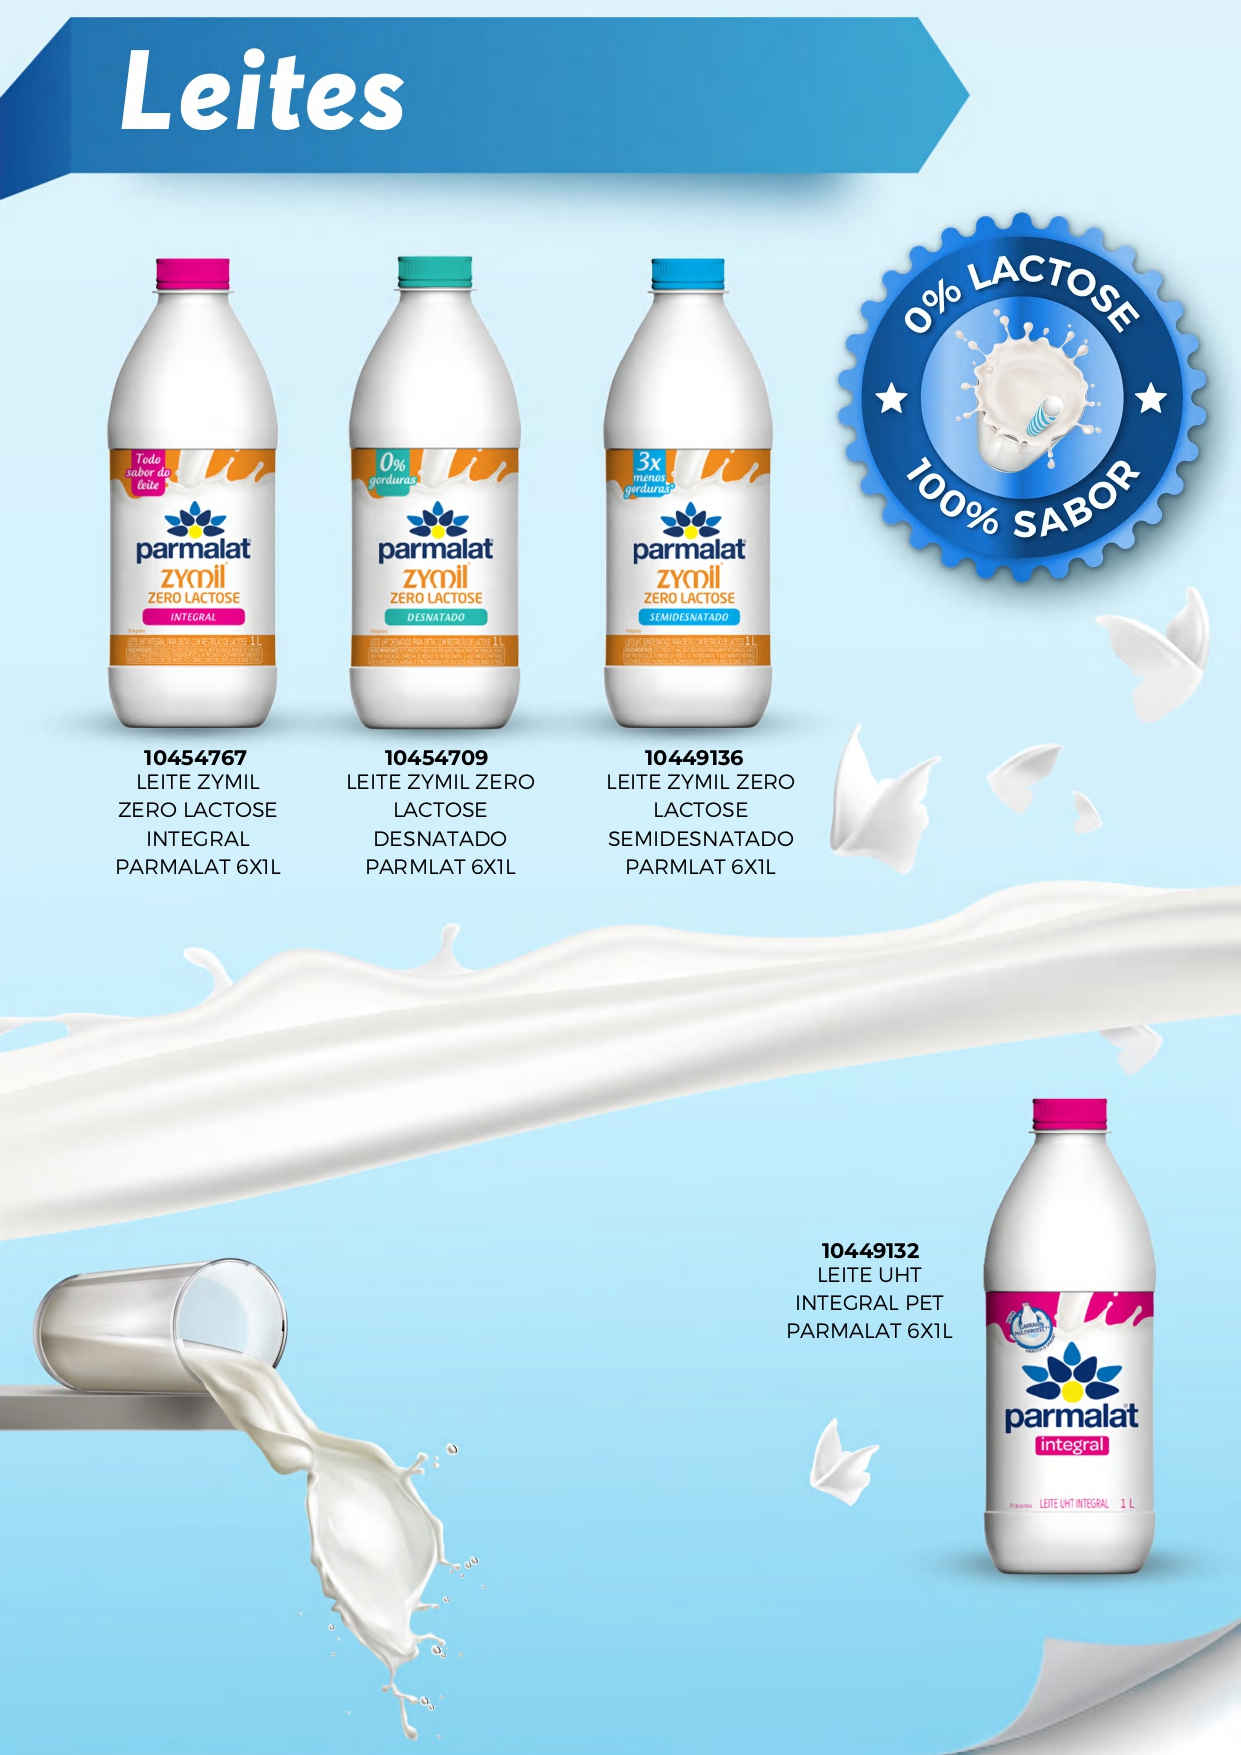 Leites
0% LACTOSE
100% SABOR
Todo
sabor do
leite
parmalat
zymil
ZERO LACTOSE
INTEGRAL
1 L
0%
gorduras
parmalat
zymil
ZERO LACTOSE
DESNATADO
1 L
3x
menos
gorduras
parmalat
zymil
ZERO LACTOSE
SEMIDESNATADO
1 L
10454767
LEITE ZYMIL
ZERO LACTOSE
INTEGRAL
PARMALAT 6X1L
10454709
LEITE ZYMIL ZERO
LACTOSE
DESNATADO
PARMLAT 6X1L
10449136
LEITE ZYMIL ZERO
LACTOSE
SEMIDESNATADO
PARMLAT 6X1L
10449132
LEITE UHT
INTEGRAL PET
PARMALAT 6X1L
parmalat
integral
LEITE UHT INTEGRAL 1 L